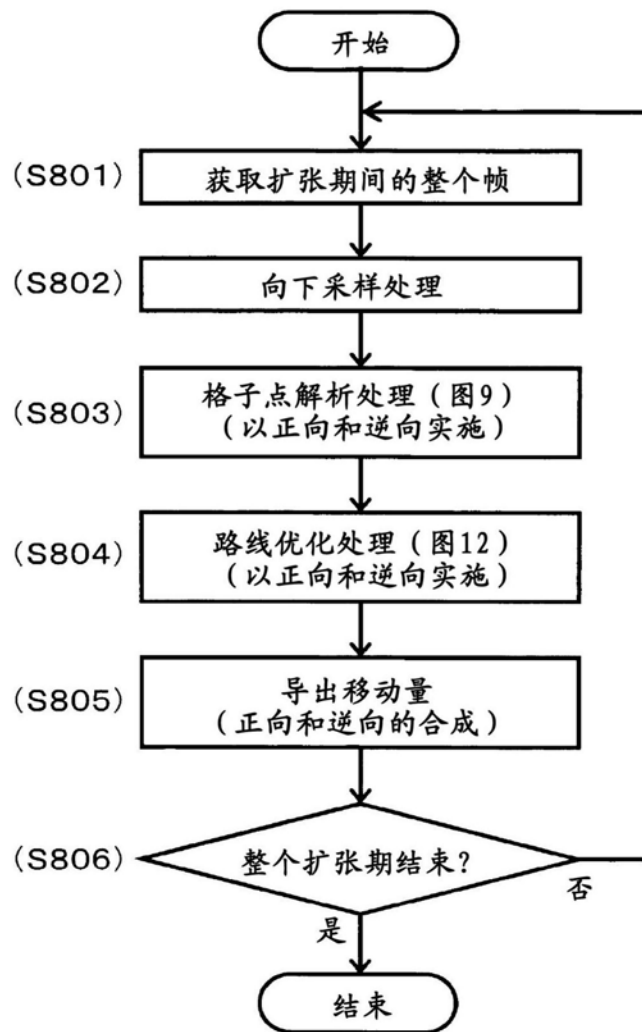 开始
(S801)
获取扩张期间的整个帧
(S802)
向下采样处理
(S803)
格子点解析处理(图9)
(以正向和逆向实施)
(S804)
路线优化处理(图12)
(以正向和逆向实施)
(S805)
导出移动量
(正向和逆向的合成)
(S806)
整个扩张期结束?
否
是
结束